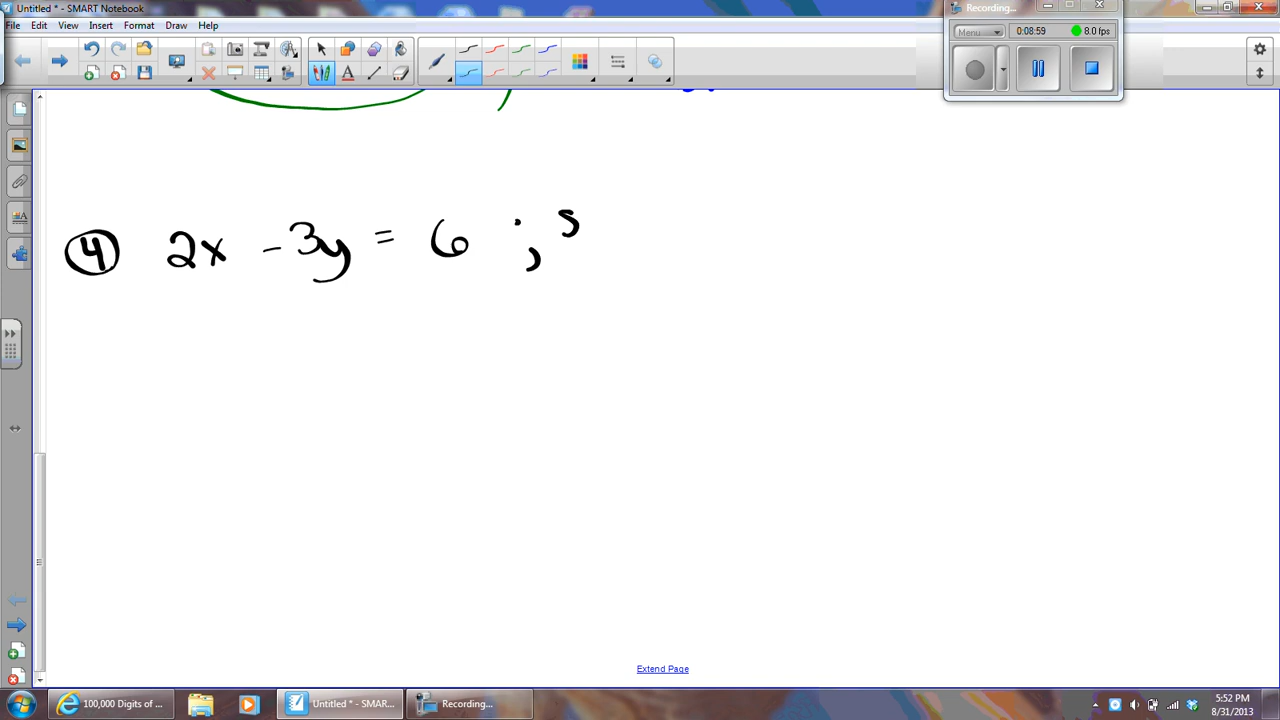 Untitled * - SMART Notebook
Recording...
File Edit View Insert Format Draw Help
Menu 0:08:59 8.0 fps
④ 2x - 3y = 6 ; s
Extend Page
100,000 Digits of ... Untitled * - SMAR... Recording...
5:52 PM
8/31/2013